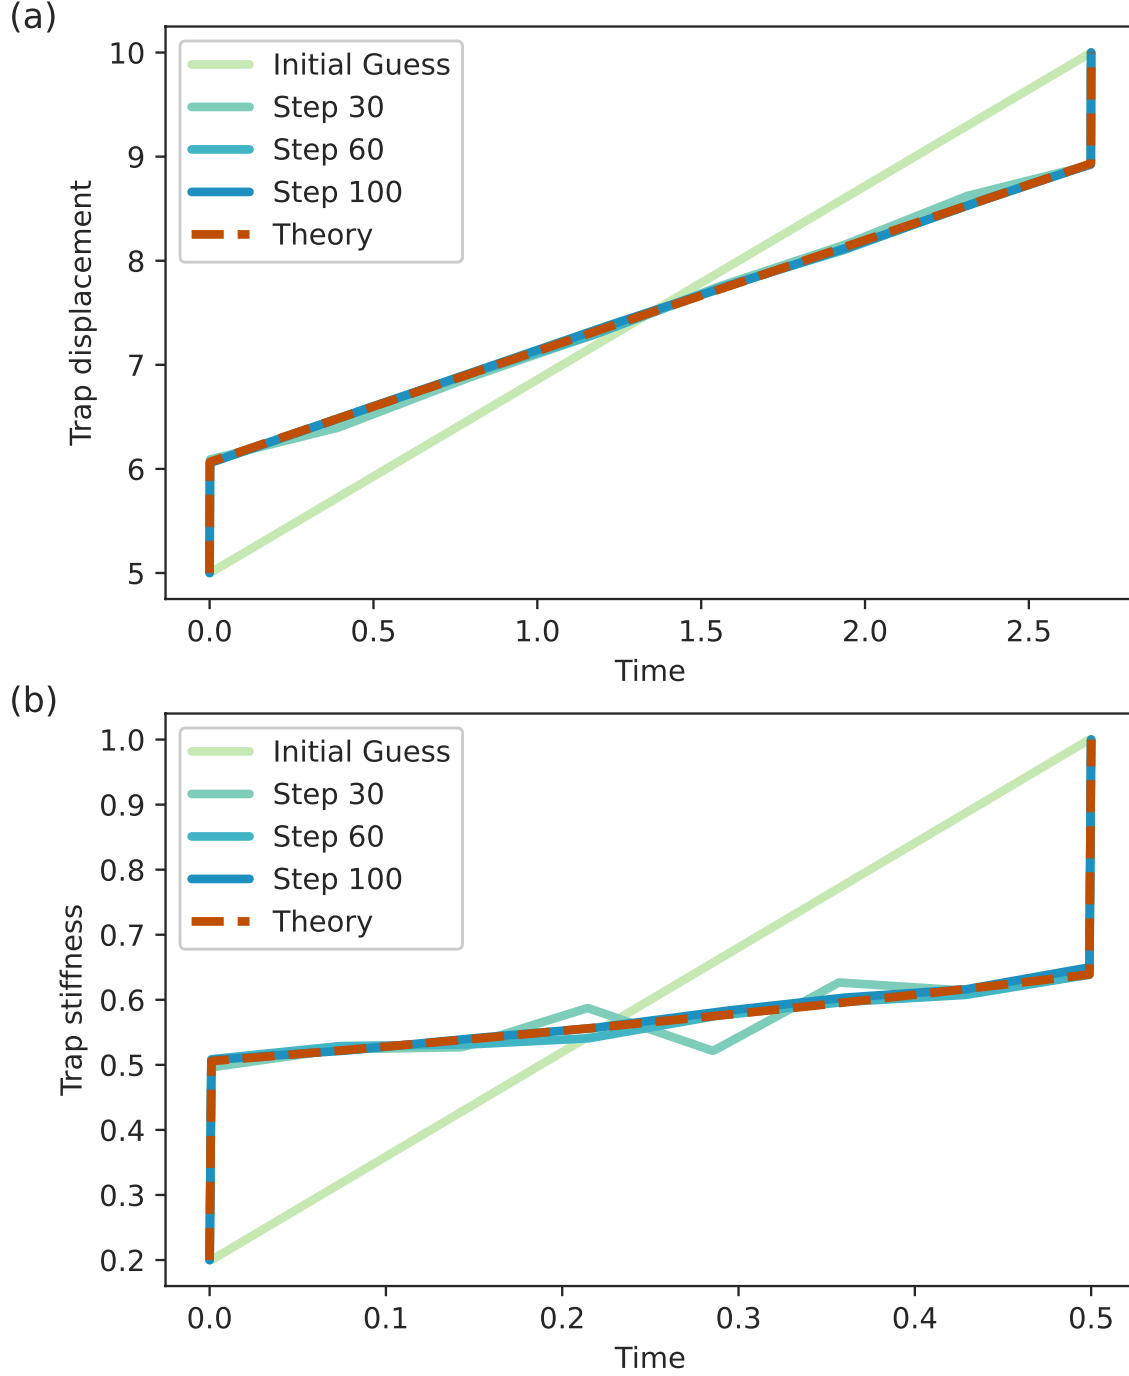 (a)
10
9
8
7
6
5
Trap displacement
Initial Guess
Step 30
Step 60
Step 100
Theory
0.0 0.5 1.0 1.5 2.0 2.5
Time
(b)
1.0
0.9
0.8
0.7
0.6
0.5
0.4
0.3
0.2
Trap stiffness
Initial Guess
Step 30
Step 60
Step 100
Theory
0.0 0.1 0.2 0.3 0.4 0.5
Time